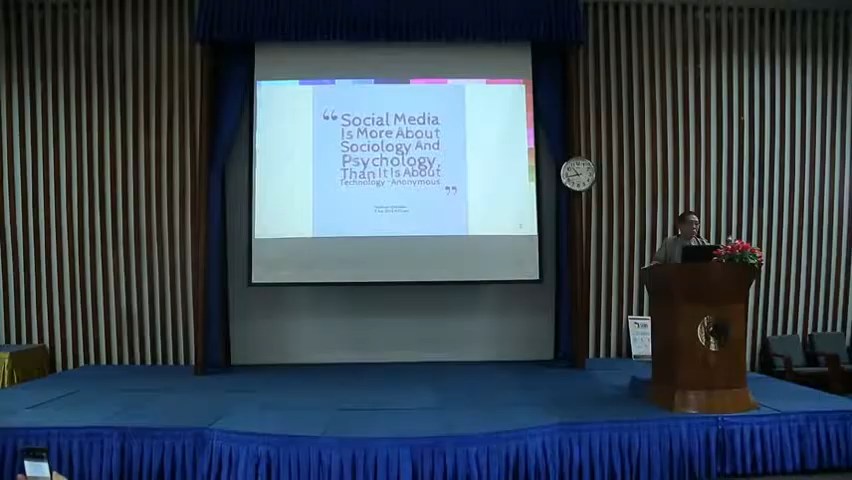 “ Social Media
Is More About
Sociology And
Psychology,
Than It Is About
Technology - Anonymous ”